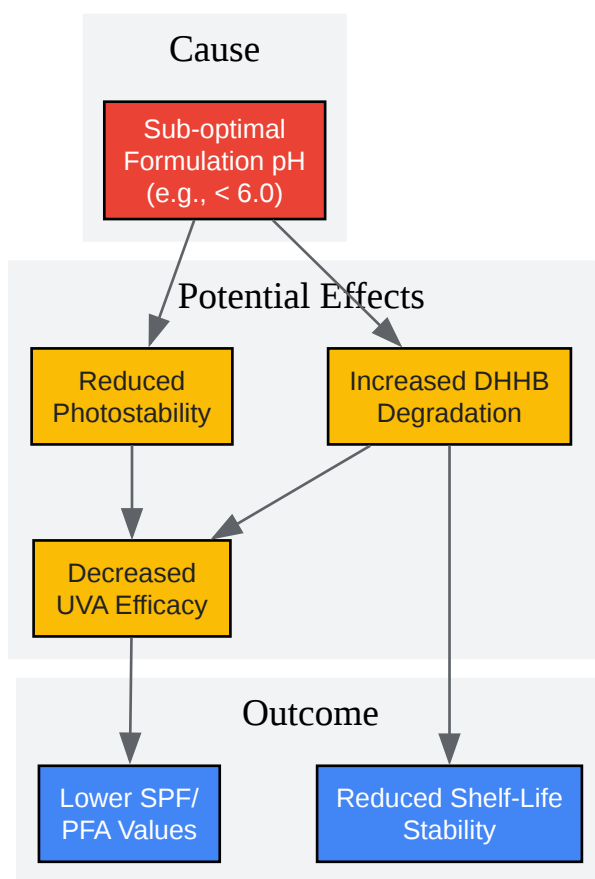 Cause
Sub-optimal
Formulation pH
(e.g., < 6.0)
Potential Effects
Reduced
Photostability
Increased DHHB
Degradation
Decreased
UVA Efficacy
Outcome
Lower SPF/
PFA Values
Reduced Shelf-Life
Stability